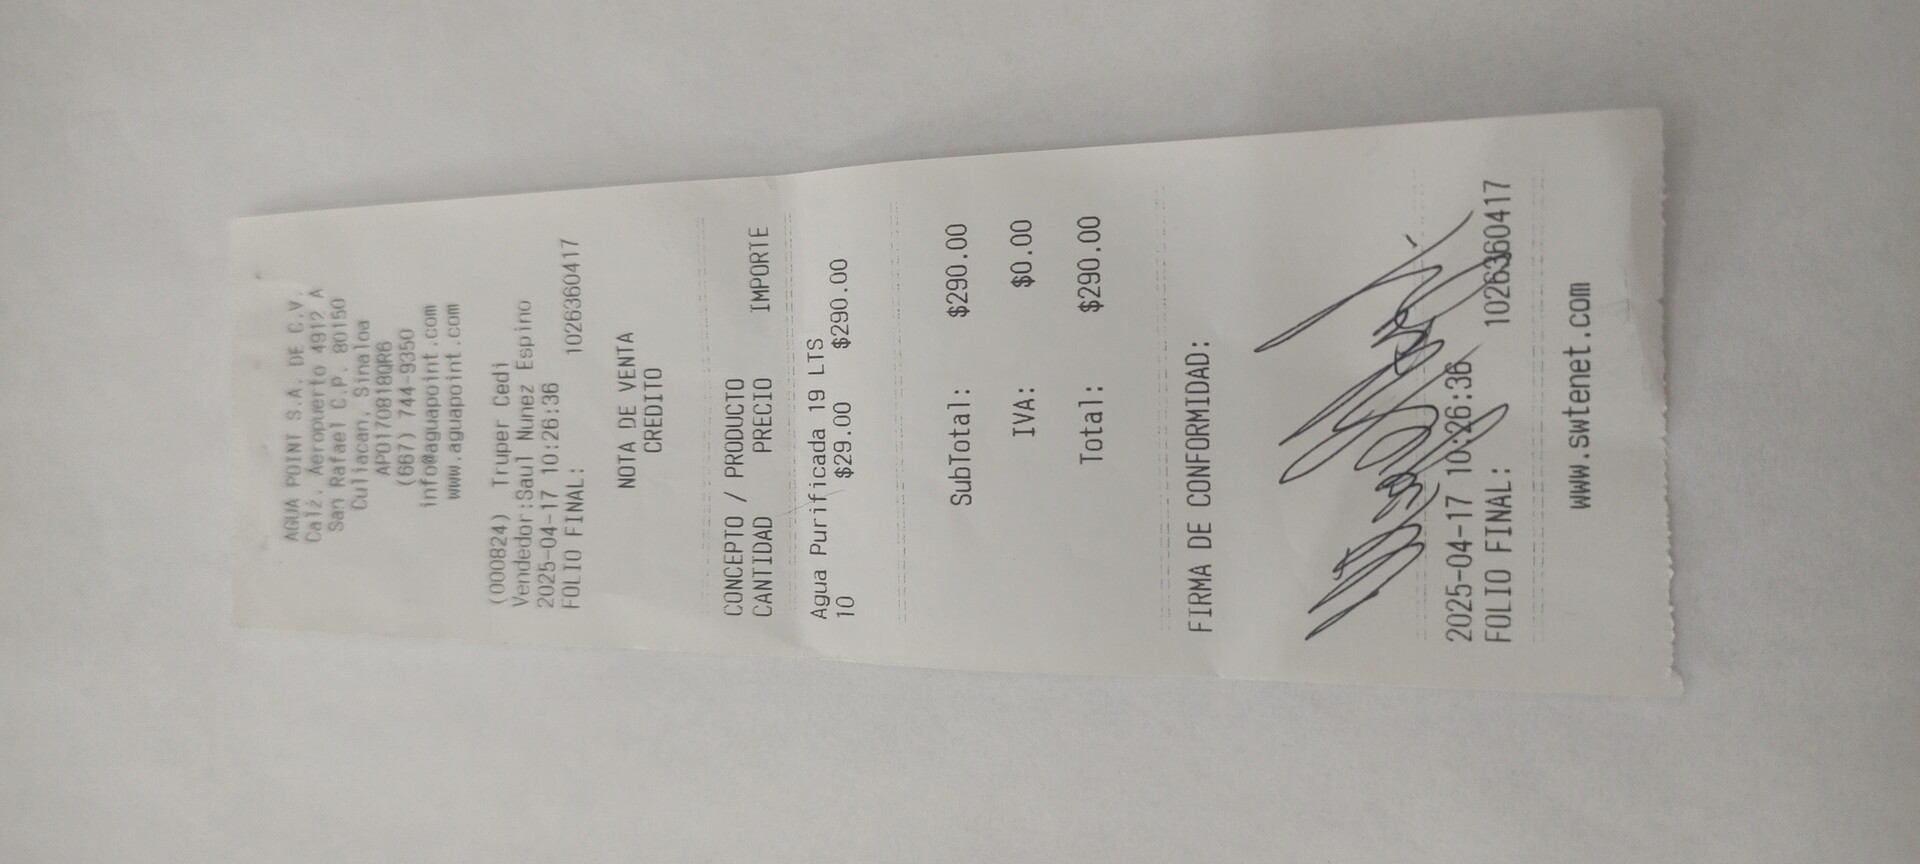 AGUA POINT S.A. DE C.V.
Calz. Aeropuerto 4912 A
San Rafael C.P. 80150
Culiacan, Sinaloa
APO170818QR6
(667) 744-9350
info@aguapoint.com
www.aguapoint.com
(000824) Truper Cedi
Vendedor:Saul Nunez Espino
2025-04-17 10:26:36
FOLIO FINAL: 1026360417
NOTA DE VENTA
CREDITO
CONCEPTO / PRODUCTO
CANTIDAD PRECIO IMPORTE
Agua Purificada 19 LTS
10 $29.00 $290.00
SubTotal: $290.00
IVA: $0.00
Total: $290.00
FIRMA DE CONFORMIDAD:
2025-04-17 10:26:36
FOLIO FINAL: 1026360417
www.swtenet.com